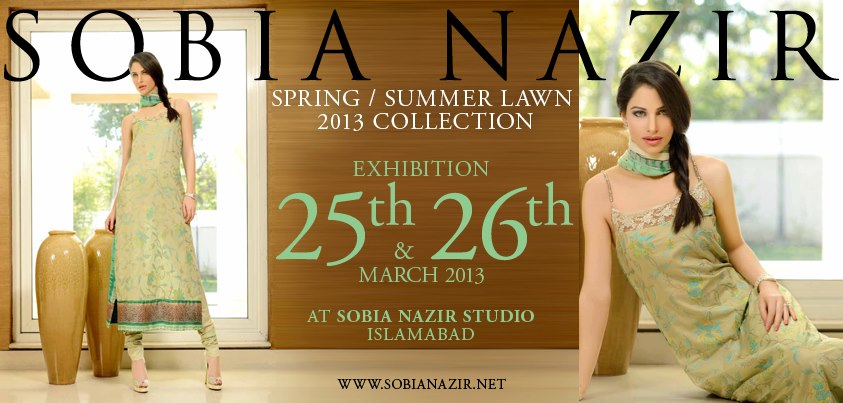 SOBIA NAZIR
SPRING / SUMMER LAWN
2013 COLLECTION
EXHIBITION
25th & 26th
MARCH 2013
AT SOBIA NAZIR STUDIO
ISLAMABAD
WWW.SOBIANAZIR.NET